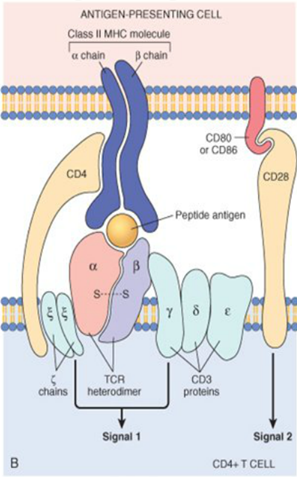 ANTIGEN-PRESENTING CELL
Class II MHC molecule
α chain
β chain
CD80
or CD86
CD4
CD28
Peptide antigen
α
β
S
S
ξ
ξ
γ
δ
ε
ζ
chains
TCR
heterodimer
CD3
proteins
Signal 1
Signal 2
B
CD4+ T CELL